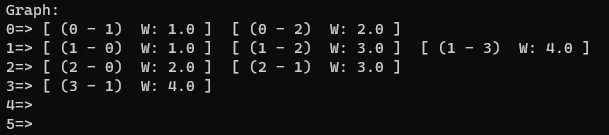 Graph:
0=> [ (0 - 1)  W: 1.0 ]  [ (0 - 2)  W: 2.0 ]
1=> [ (1 - 0)  W: 1.0 ]  [ (1 - 2)  W: 3.0 ]  [ (1 - 3)  W: 4.0 ]
2=> [ (2 - 0)  W: 2.0 ]  [ (2 - 1)  W: 3.0 ]
3=> [ (3 - 1)  W: 4.0 ]
4=>
5=>